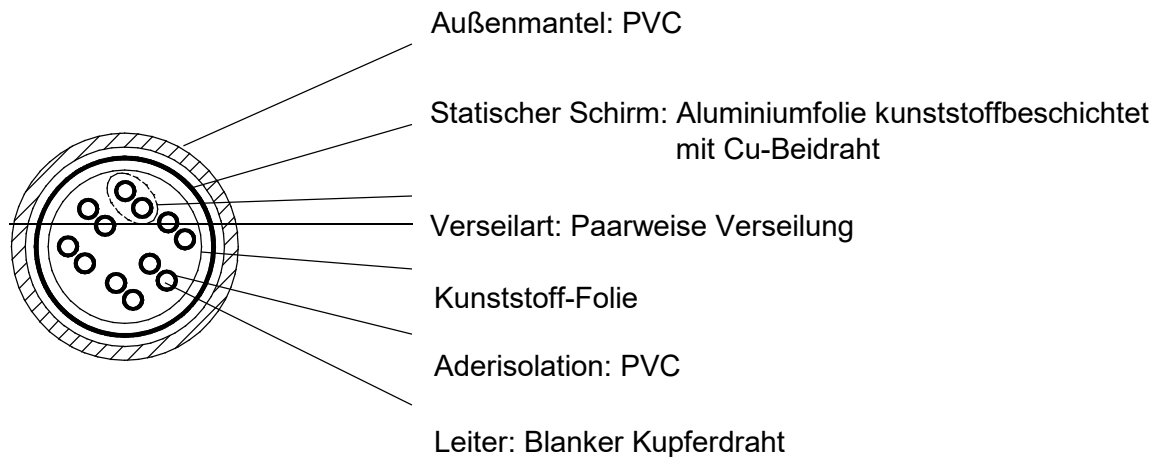 Außenmantel: PVC
Statischer Schirm: Aluminiumfolie kunststoffbeschichtet
mit Cu-Beidraht
Verseilart: Paarweise Verseilung
Kunststoff-Folie
Aderisolation: PVC
Leiter: Blanker Kupferdraht